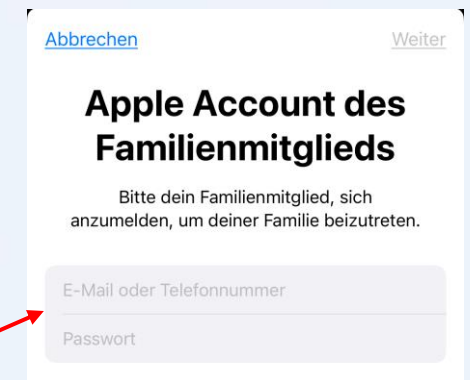 Abbrechen Weiter
Apple Account des
Familienmitglieds
Bitte dein Familienmitglied, sich
anzumelden, um deiner Familie beizutreten.
E-Mail oder Telefonnummer
Passwort